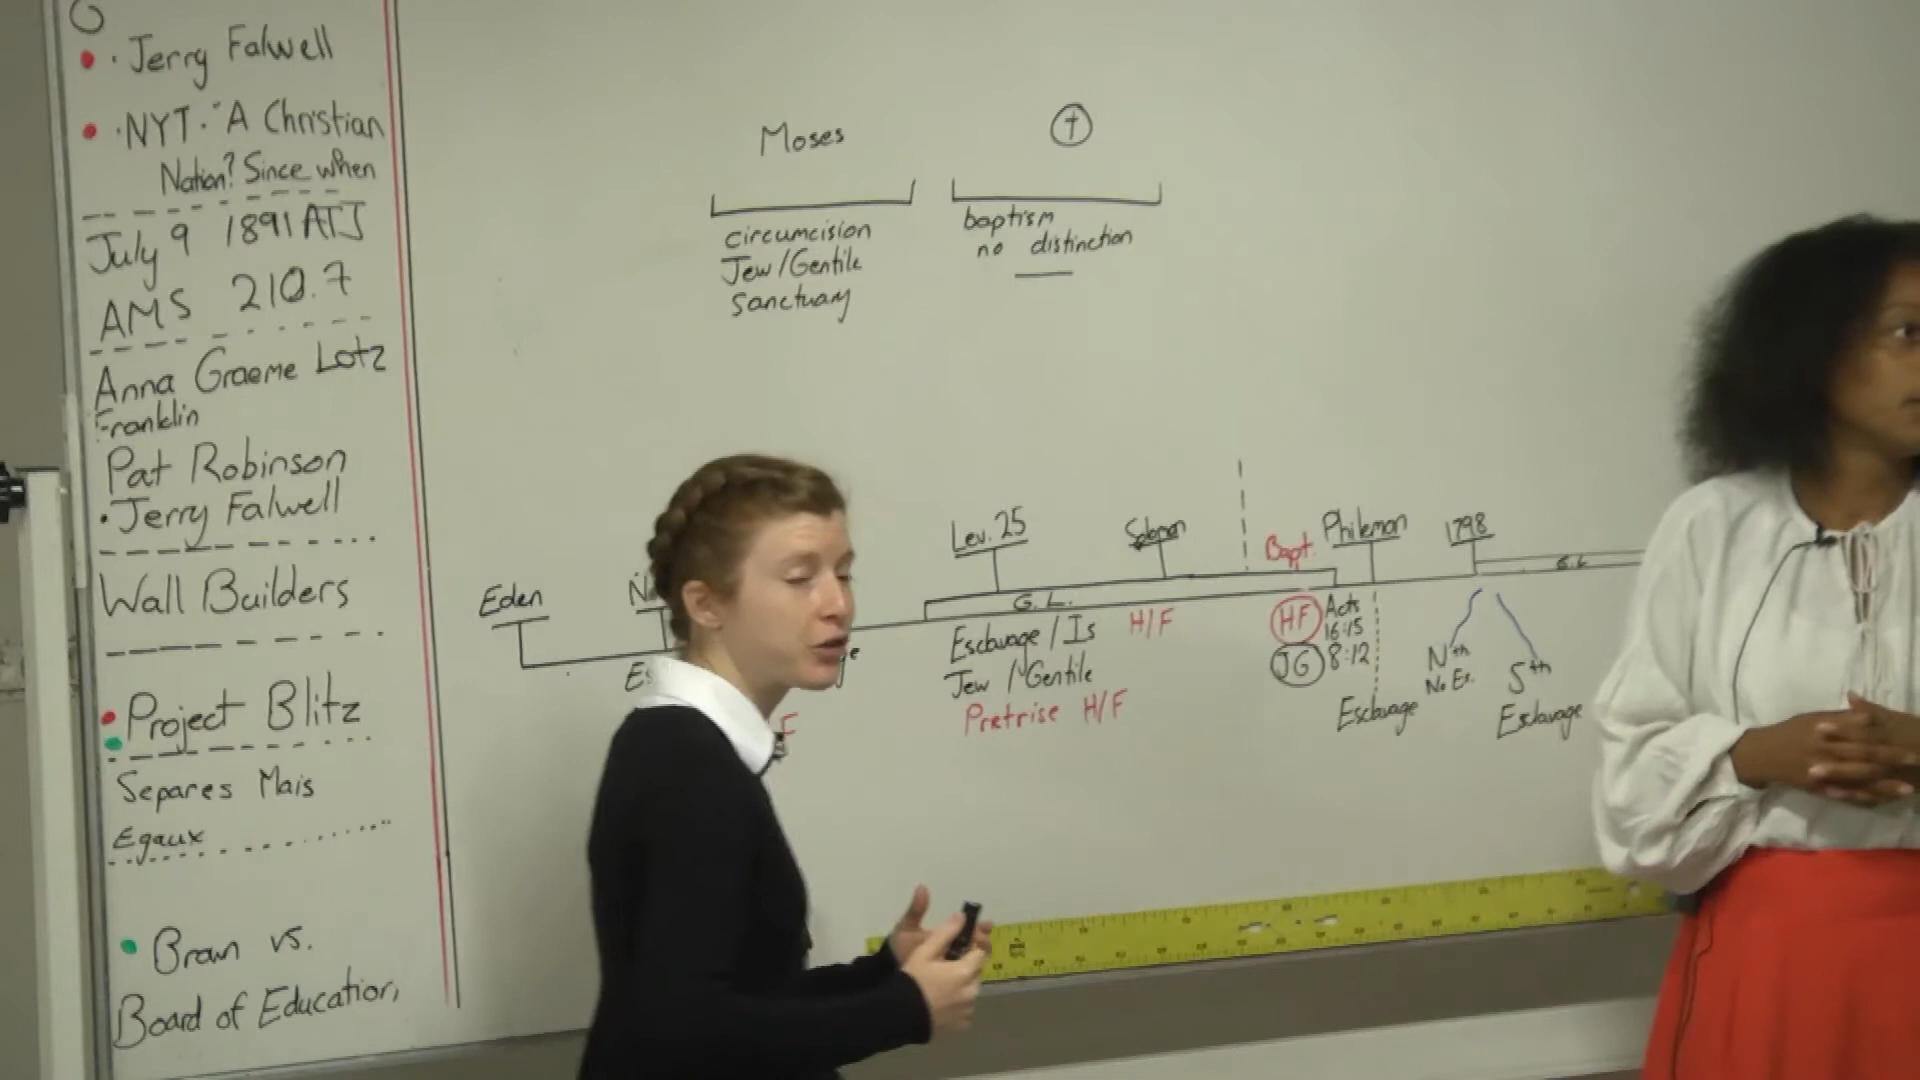 • Jerry Falwell
• NYT. "A Christian
Nation? Since when
July 9 1891 ATJ
AMS 210.7
Anna Graeme Lotz
Franklin
Pat Robinson
• Jerry Falwell
Wall Builders
Project Blitz
Separes Mais
Egaux
Brown vs.
Board of Education,
Moses
circumcision
Jew/Gentile
Sanctuary
baptism
no distinction
Eden
Lev. 25
Solomon
Bapt.
Philemon
1798
G.L.
G.L
Esclavage / Is
H/F
Jew / Gentile
Pretrise H/F
HF
JG
Acts
16:15
8:12
Esclavage
Nth
No Es.
Sth
Esclavage